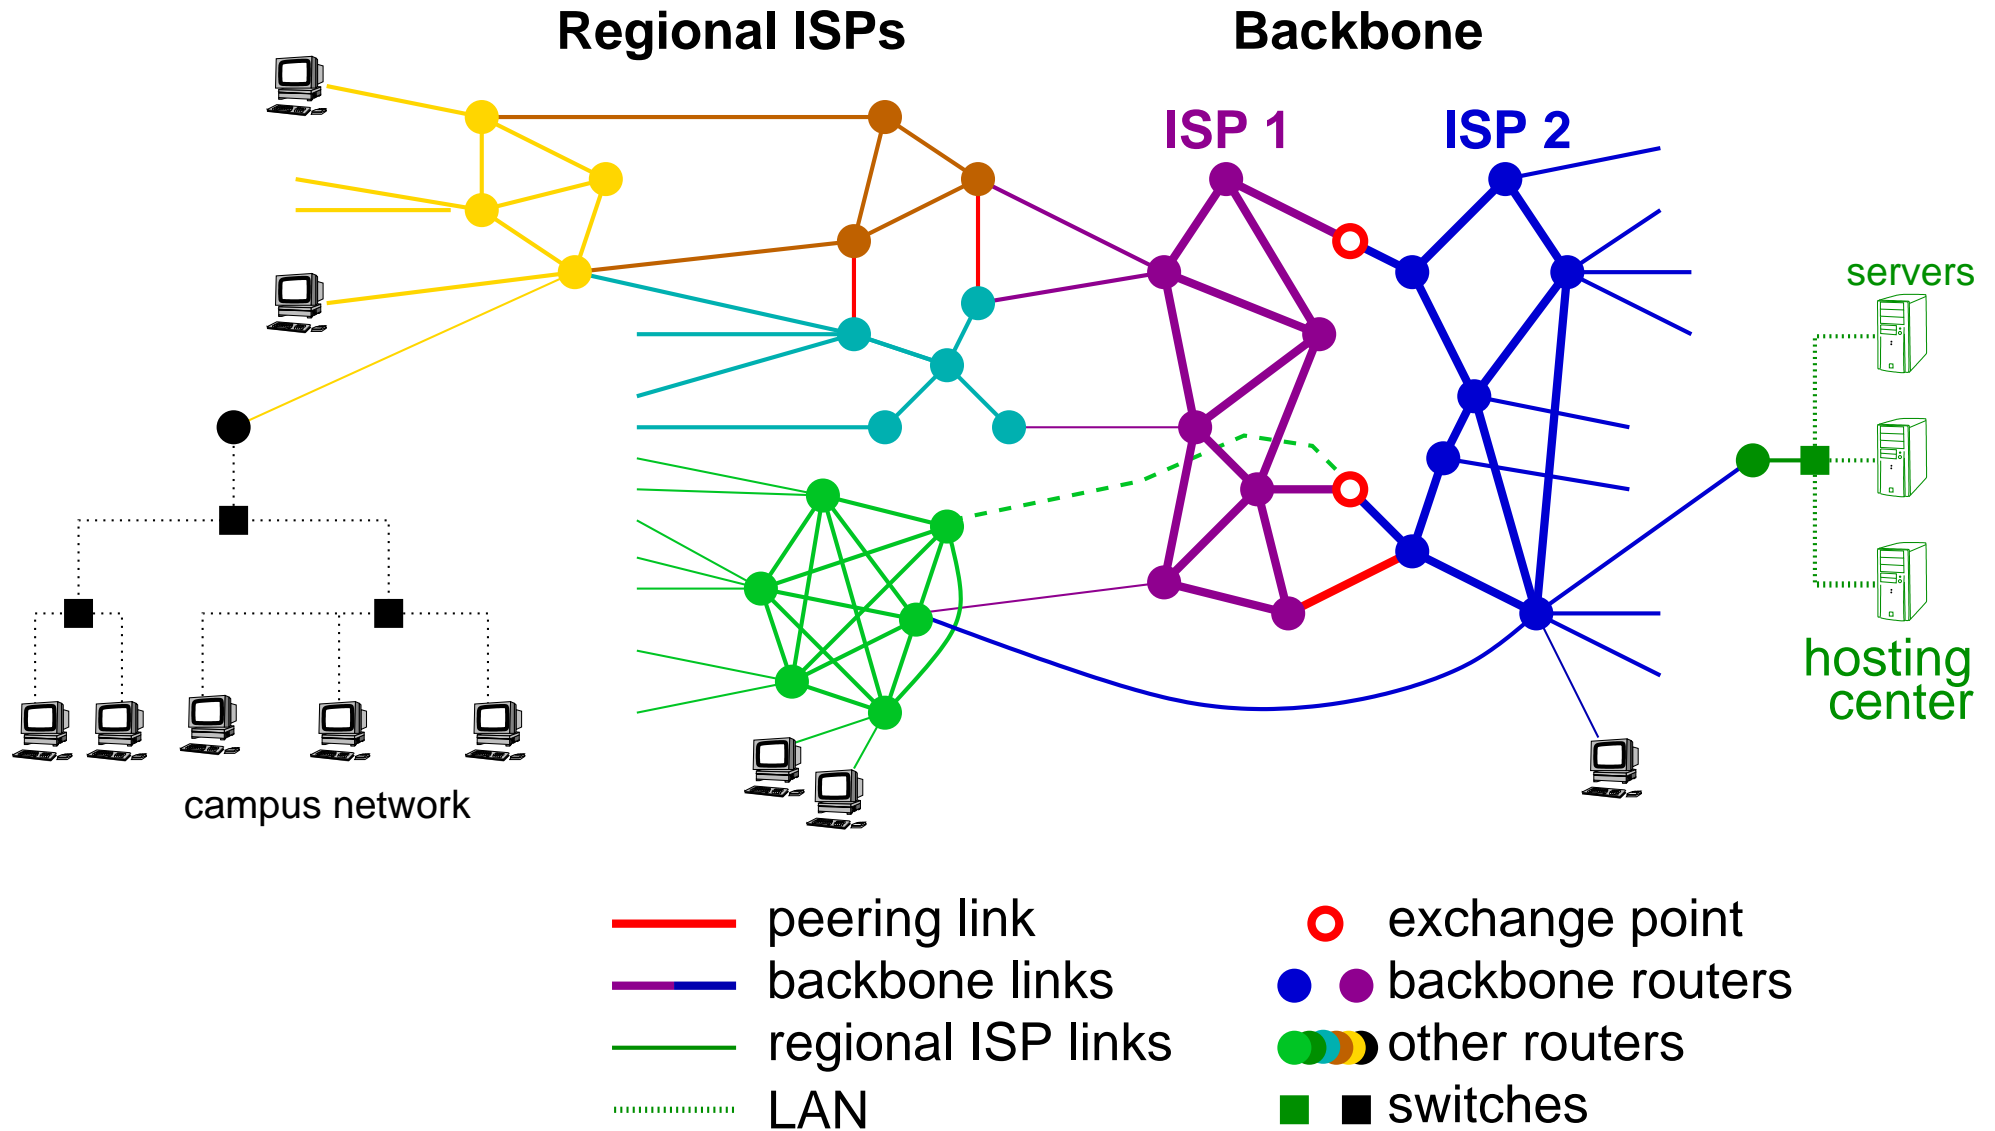 Regional ISPs
Backbone
ISP 1
ISP 2
servers
hosting
center
campus network
peering link
exchange point
backbone links
backbone routers
regional ISP links
other routers
LAN
switches